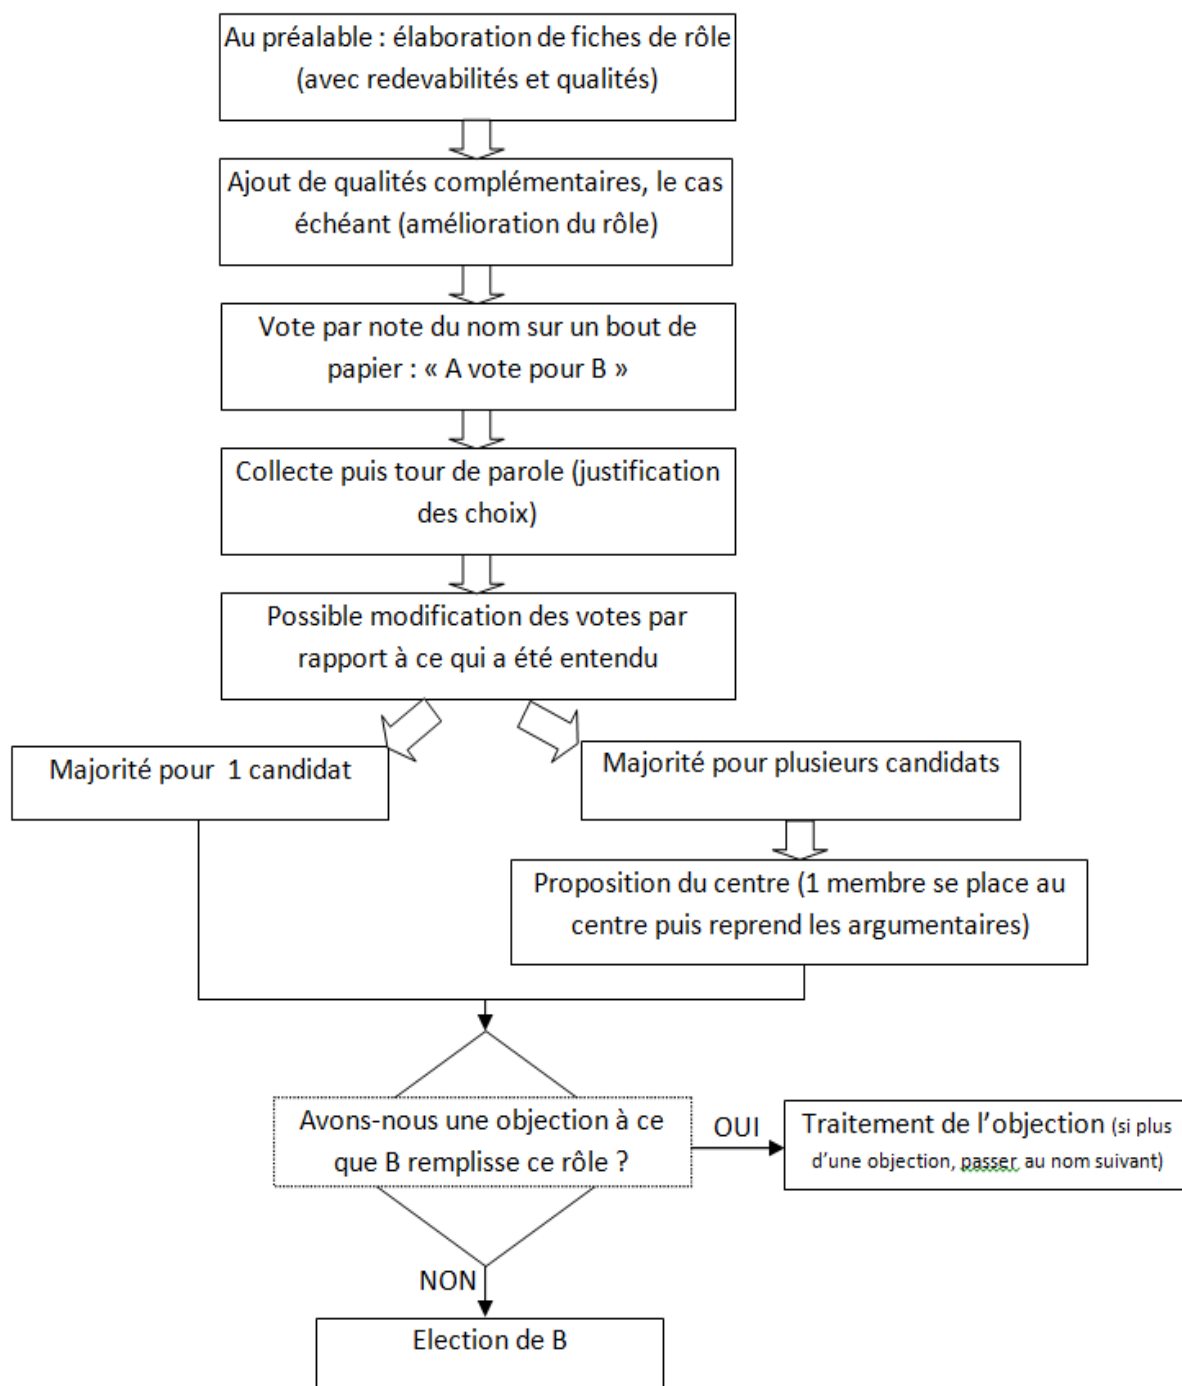 Au préalable : élaboration de fiches de rôle
(avec redevabilités et qualités)
Ajout de qualités complémentaires, le cas
échéant (amélioration du rôle)
Vote par note du nom sur un bout de
papier : « A vote pour B »
Collecte puis tour de parole (justification
des choix)
Possible modification des votes par
rapport à ce qui a été entendu
Majorité pour 1 candidat
Majorité pour plusieurs candidats
Proposition du centre (1 membre se place au
centre puis reprend les argumentaires)
Avons-nous une objection à ce
que B remplisse ce rôle ?
OUI
Traitement de l'objection (si plus
d'une objection, passer au nom suivant)
NON
Election de B